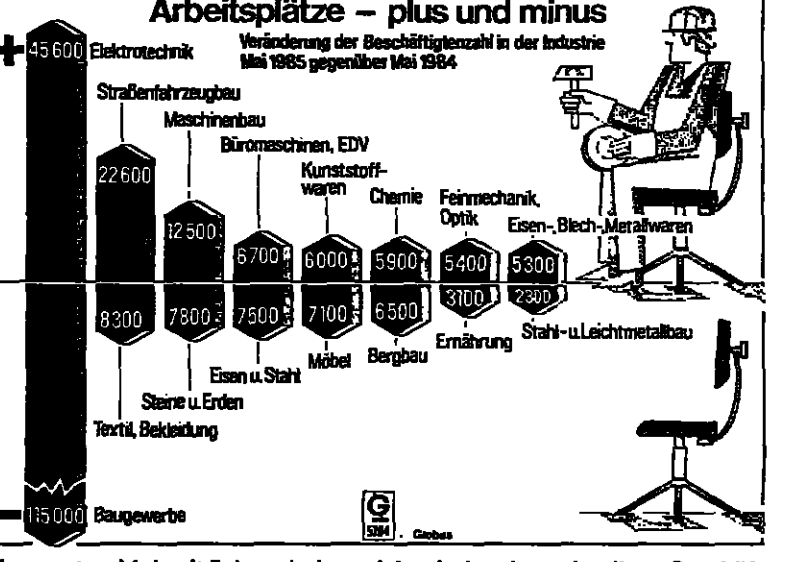 Arbeitsplätze – plus und minus
Veränderung der Beschäftigtenzahl in der Industrie
Mai 1985 gegenüber Mai 1984
+ 45600 Elektrotechnik
Straßenfahrzeugbau
22600
Maschinenbau
12500
Büromaschinen, EDV
6700
Kunststoff-
waren
6000
Chemie
5900
Feinmechanik,
Optik
5400
Eisen-, Blech-, Metallwaren
5300
8300
Textil, Bekleidung
7800
Steine u. Erden
7500
Eisen u. Stahl
7100
Möbel
6500
Bergbau
3100
Ernährung
2300
Stahl- u. Leichtmetallbau
– 115000 Baugewerbe
G
Globus